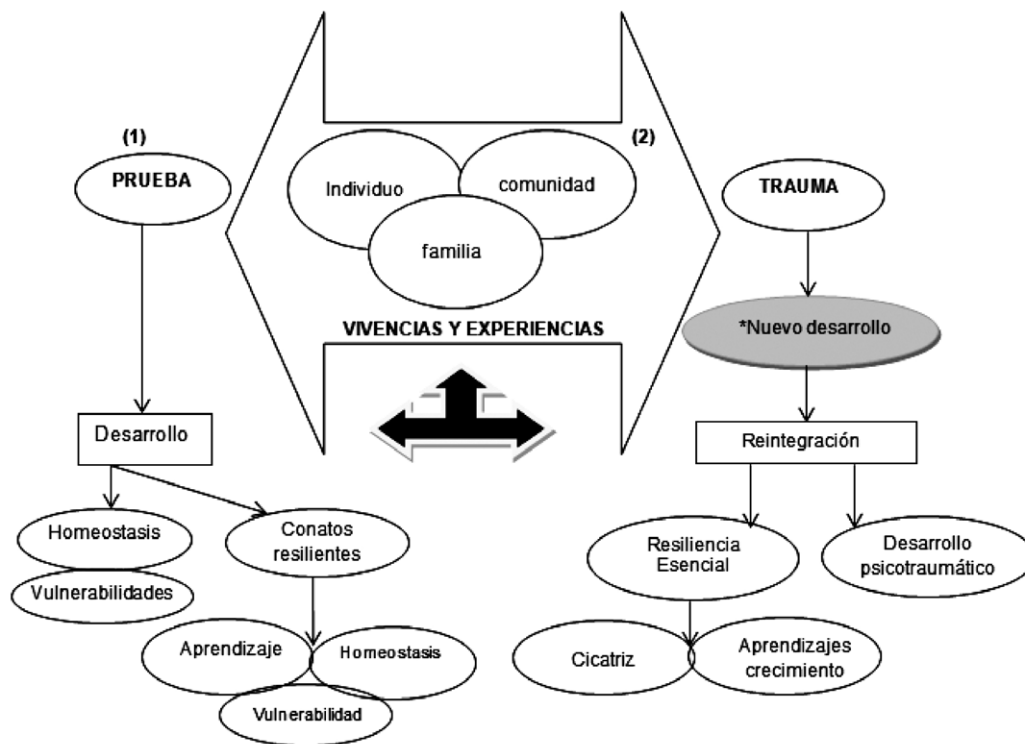 (1)
PRUEBA
(2)
Individuo
comunidad
familia
VIVENCIAS Y EXPERIENCIAS
TRAUMA
*Nuevo desarrollo
Desarrollo
Reintegración
Homeostasis
Vulnerabilidades
Conatos
resilientes
Aprendizaje
Homeostasis
Vulnerabilidad
Resiliencia
Esencial
Desarrollo
psicotraumático
Cicatriz
Aprendizajes
crecimiento